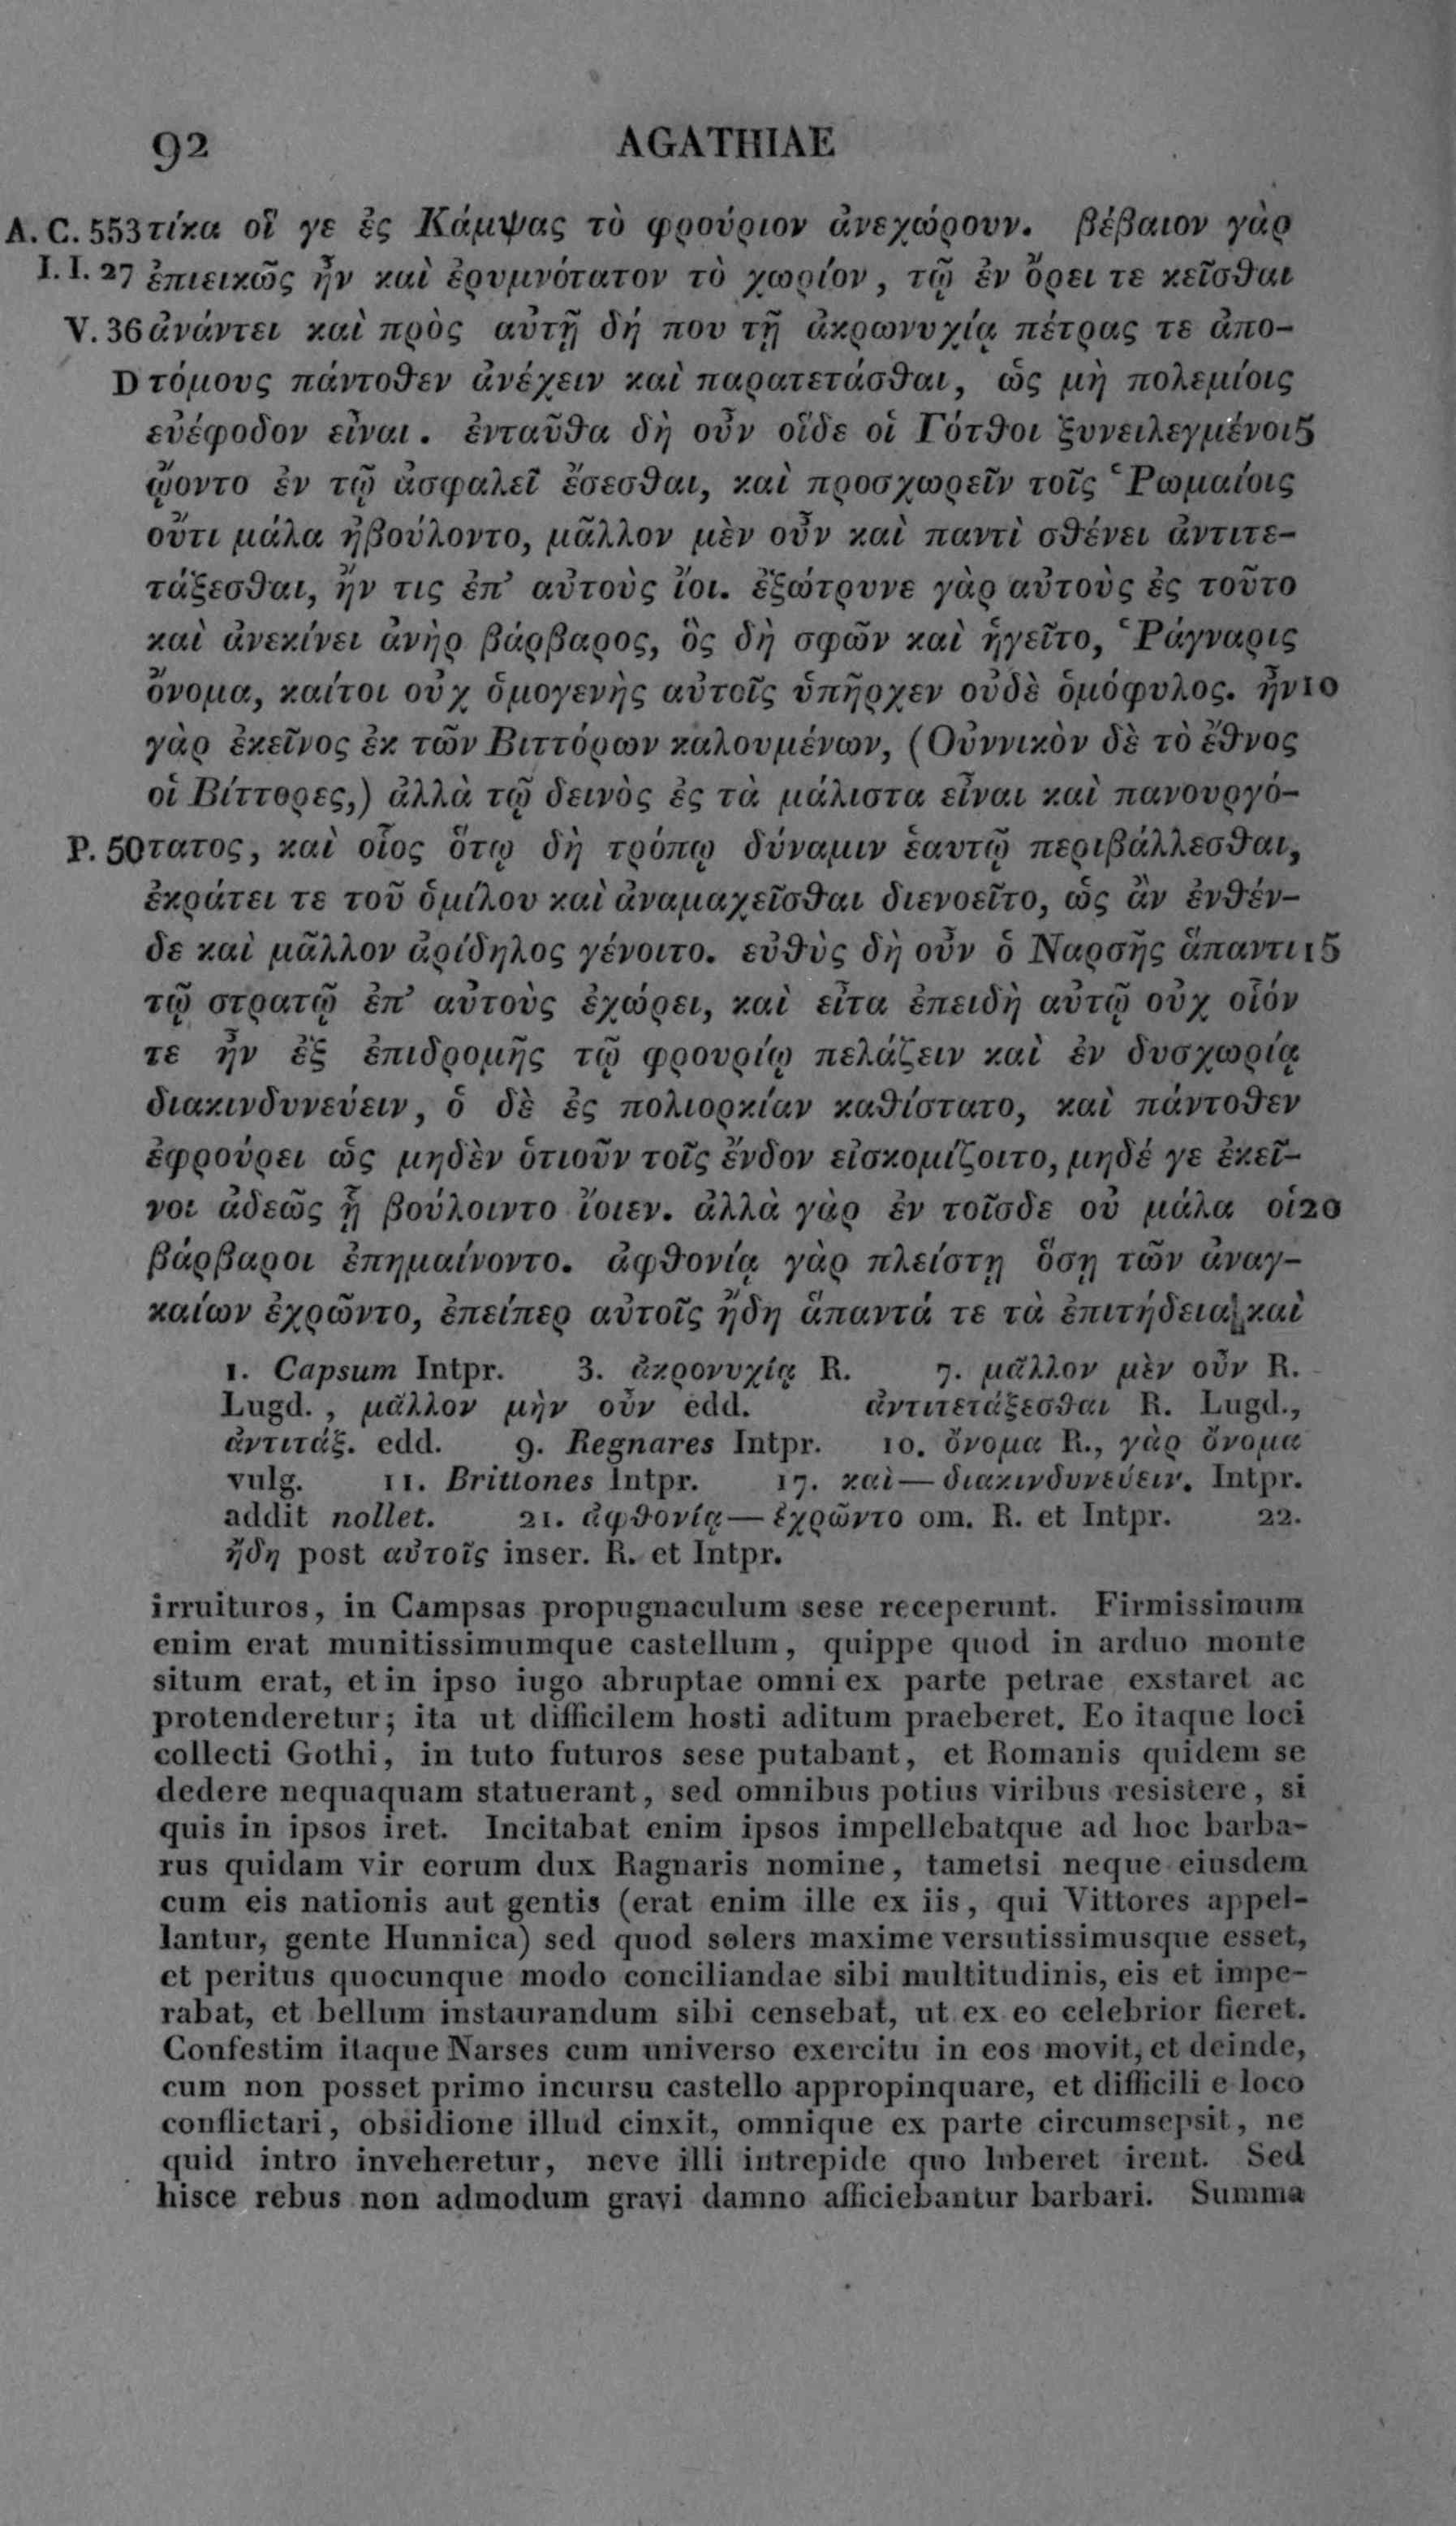 92 AGATHIAE
A. C. 553 τίκα οἵ γε ἐς Κάμψας τὸ φρούριον ἀνεχώρουν. βέβαιον γὰρ
I. I. 27 ἐπιεικῶς ἦν καὶ ἐρυμνότατον τὸ χωρίον, τῷ ἐν ὄρει τε κεῖσθαι
V. 36 ἀνάντει καὶ πρὸς αὐτῇ δή που τῇ ἀκρωνυχίᾳ πέτρας τε ἀπο-
D τόμους πάντοθεν ἀνέχειν καὶ παρατετάσθαι, ὡς μὴ πολεμίοις
εὐέφοδον εἶναι. ἐνταῦθα δὴ οὖν οἵδε οἱ Γότθοι ξυνειλεγμένοι 5
ᾤοντο ἐν τῷ ἀσφαλεῖ ἔσεσθαι, καὶ προσχωρεῖν τοῖς Ῥωμαίοις
οὔτι μάλα ἠβούλοντο, μᾶλλον μὲν οὖν καὶ παντὶ σθένει ἀντιτε-
τάξεσθαι, ἤν τις ἐπ’ αὐτοὺς ἴοι. ἐξώτρυνε γὰρ αὐτοὺς ἐς τοῦτο
καὶ ἀνεκίνει ἀνὴρ βάρβαρος, ὃς δὴ σφῶν καὶ ἡγεῖτο, Ῥάγναρις
ὄνομα, καίτοι οὐχ ὁμογενὴς αὐτοῖς ὑπῆρχεν οὐδὲ ὁμόφυλος. ἦν 10
γὰρ ἐκεῖνος ἐκ τῶν Βιττόρων καλουμένων, (Οὐννικὸν δὲ τὸ ἔθνος
οἱ Βίττορες,) ἀλλὰ τῷ δεινὸς ἐς τὰ μάλιστα εἶναι καὶ πανουργό-
P. 50 τατος, καὶ οἷος ὅτῳ δὴ τρόπῳ δύναμιν ἑαυτῷ περιβάλλεσθαι,
ἐκράτει τε τοῦ ὁμίλου καὶ ἀναμαχεῖσθαι διενοεῖτο, ὡς ἂν ἐνθέν-
δε καὶ μᾶλλον ἀρίδηλος γένοιτο. εὐθὺς δὴ οὖν ὁ Ναρσῆς ἅπαντι 15
τῷ στρατῷ ἐπ’ αὐτοὺς ἐχώρει, καὶ εἶτα ἐπειδὴ αὐτῷ οὐχ οἷόν
τε ἦν ἐξ ἐπιδρομῆς τῷ φρουρίῳ πελάζειν καὶ ἐν δυσχωρίᾳ
διακινδυνεύειν, ὁ δὲ ἐς πολιορκίαν καθίστατο, καὶ πάντοθεν
ἐφρούρει ὡς μηδὲν ὁτιοῦν τοῖς ἔνδον εἰσκομίζοιτο, μηδέ γε ἐκεῖ-
νοι ἀδεῶς ᾗ βούλοιντο ἴοιεν. ἀλλὰ γὰρ ἐν τοῖσδε οὐ μάλα οἱ 20
βάρβαροι ἐπημαίνοντο. ἀφθονίᾳ γὰρ πλείστῃ ὅσῃ τῶν ἀναγ-
καίων ἐχρῶντο, ἐπείπερ αὐτοῖς ἤδη ἅπαντά τε τὰ ἐπιτήδεια καὶ
1. Capsum Intpr. 3. ἀκρονυχίᾳ R. 7. μᾶλλον μὲν οὖν R.
Lugd., μᾶλλον μὴν οὖν edd. ἀντιτετάξεσθαι R. Lugd.,
ἀντιτάξ. edd. 9. Regnares Intpr. 10. ὄνομα R., γὰρ ὄνομα
vulg. 11. Brittones Intpr. 17. καὶ — διακινδυνεύειν. Intpr.
addit nollet. 21. ἀφθονίᾳ — ἐχρῶντο om. R. et Intpr. 22.
ἤδη post αὐτοῖς inser. R. et Intpr.
irruituros, in Campsas propugnaculum sese receperunt. Firmissimum
enim erat munitissimumque castellum, quippe quod in arduo monte
situm erat, et in ipso iugo abruptae omni ex parte petrae exstaret ac
protenderetur; ita ut difficilem hosti aditum praeberet. Eo itaque loci
collecti Gothi, in tuto futuros sese putabant, et Romanis quidem se
dedere nequaquam statuerant, sed omnibus potius viribus resistere, si
quis in ipsos iret. Incitabat enim ipsos impellebatque ad hoc barba-
rus quidam vir eorum dux Ragnaris nomine, tametsi neque eiusdem
cum eis nationis aut gentis (erat enim ille ex iis, qui Vittores appel-
lantur, gente Hunnica) sed quod solers maxime versutissimusque esset,
et peritus quocunque modo conciliandae sibi multitudinis, eis et impe-
rabat, et bellum instaurandum sibi censebat, ut ex eo celebrior fieret.
Confestim itaque Narses cum universo exercitu in eos movit, et deinde,
cum non posset primo incursu castello appropinquare, et difficili e loco
conflictari, obsidione illud cinxit, omnique ex parte circumsepsit, ne
quid intro inveheretur, neve illi intrepide quo luberet irent. Sed
hisce rebus non admodum gravi damno afficiebantur barbari. Summa